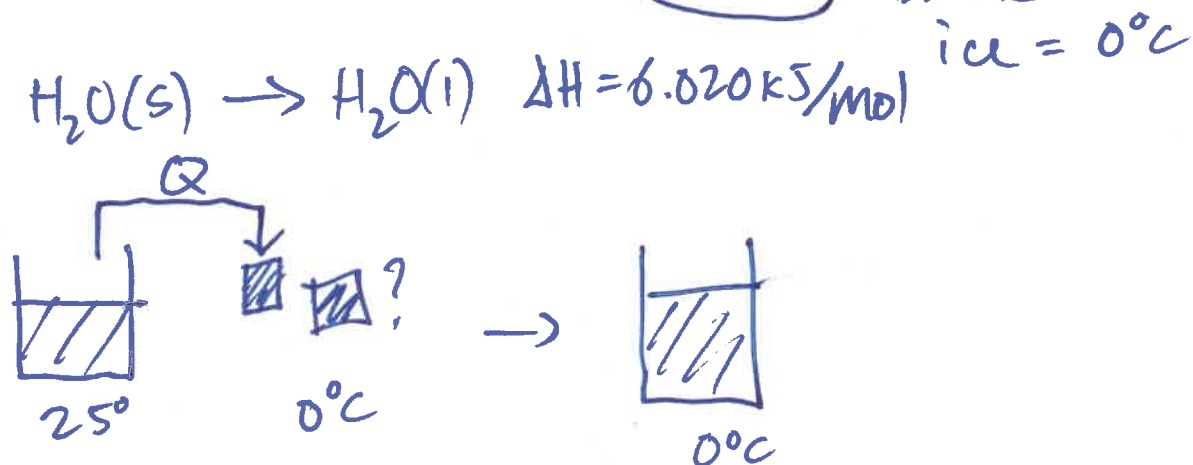 ice = 0°C
H₂O(s) → H₂O(l) ΔH = 6.020 kJ/mol
Q
?
→
25° 0°C
0°C